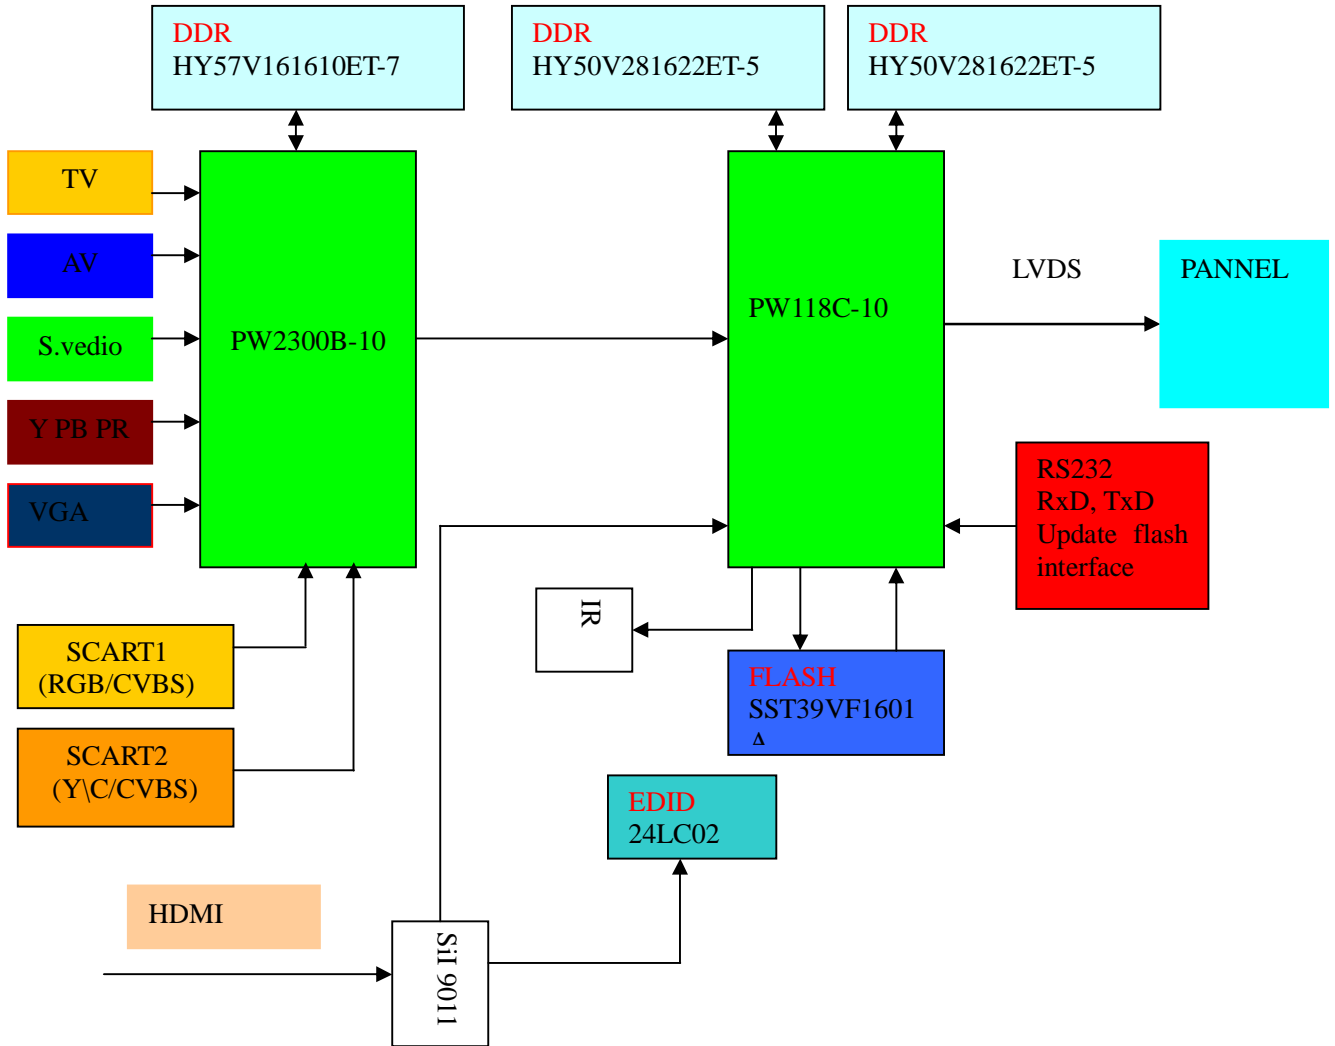 DDR
HY57V161610ET-7
DDR
HY50V281622ET-5
DDR
HY50V281622ET-5
TV
AV
S.vedio
Y PB PR
VGA
PW2300B-10
PW118C-10
LVDS
PANNEL
RS232
RxD, TxD
Update flash
interface
IR
SCART1
(RGB/CVBS)
SCART2
(Y\C/CVBS)
FLASH
SST39VF1601
EDID
24LC02
HDMI
SiI 9011